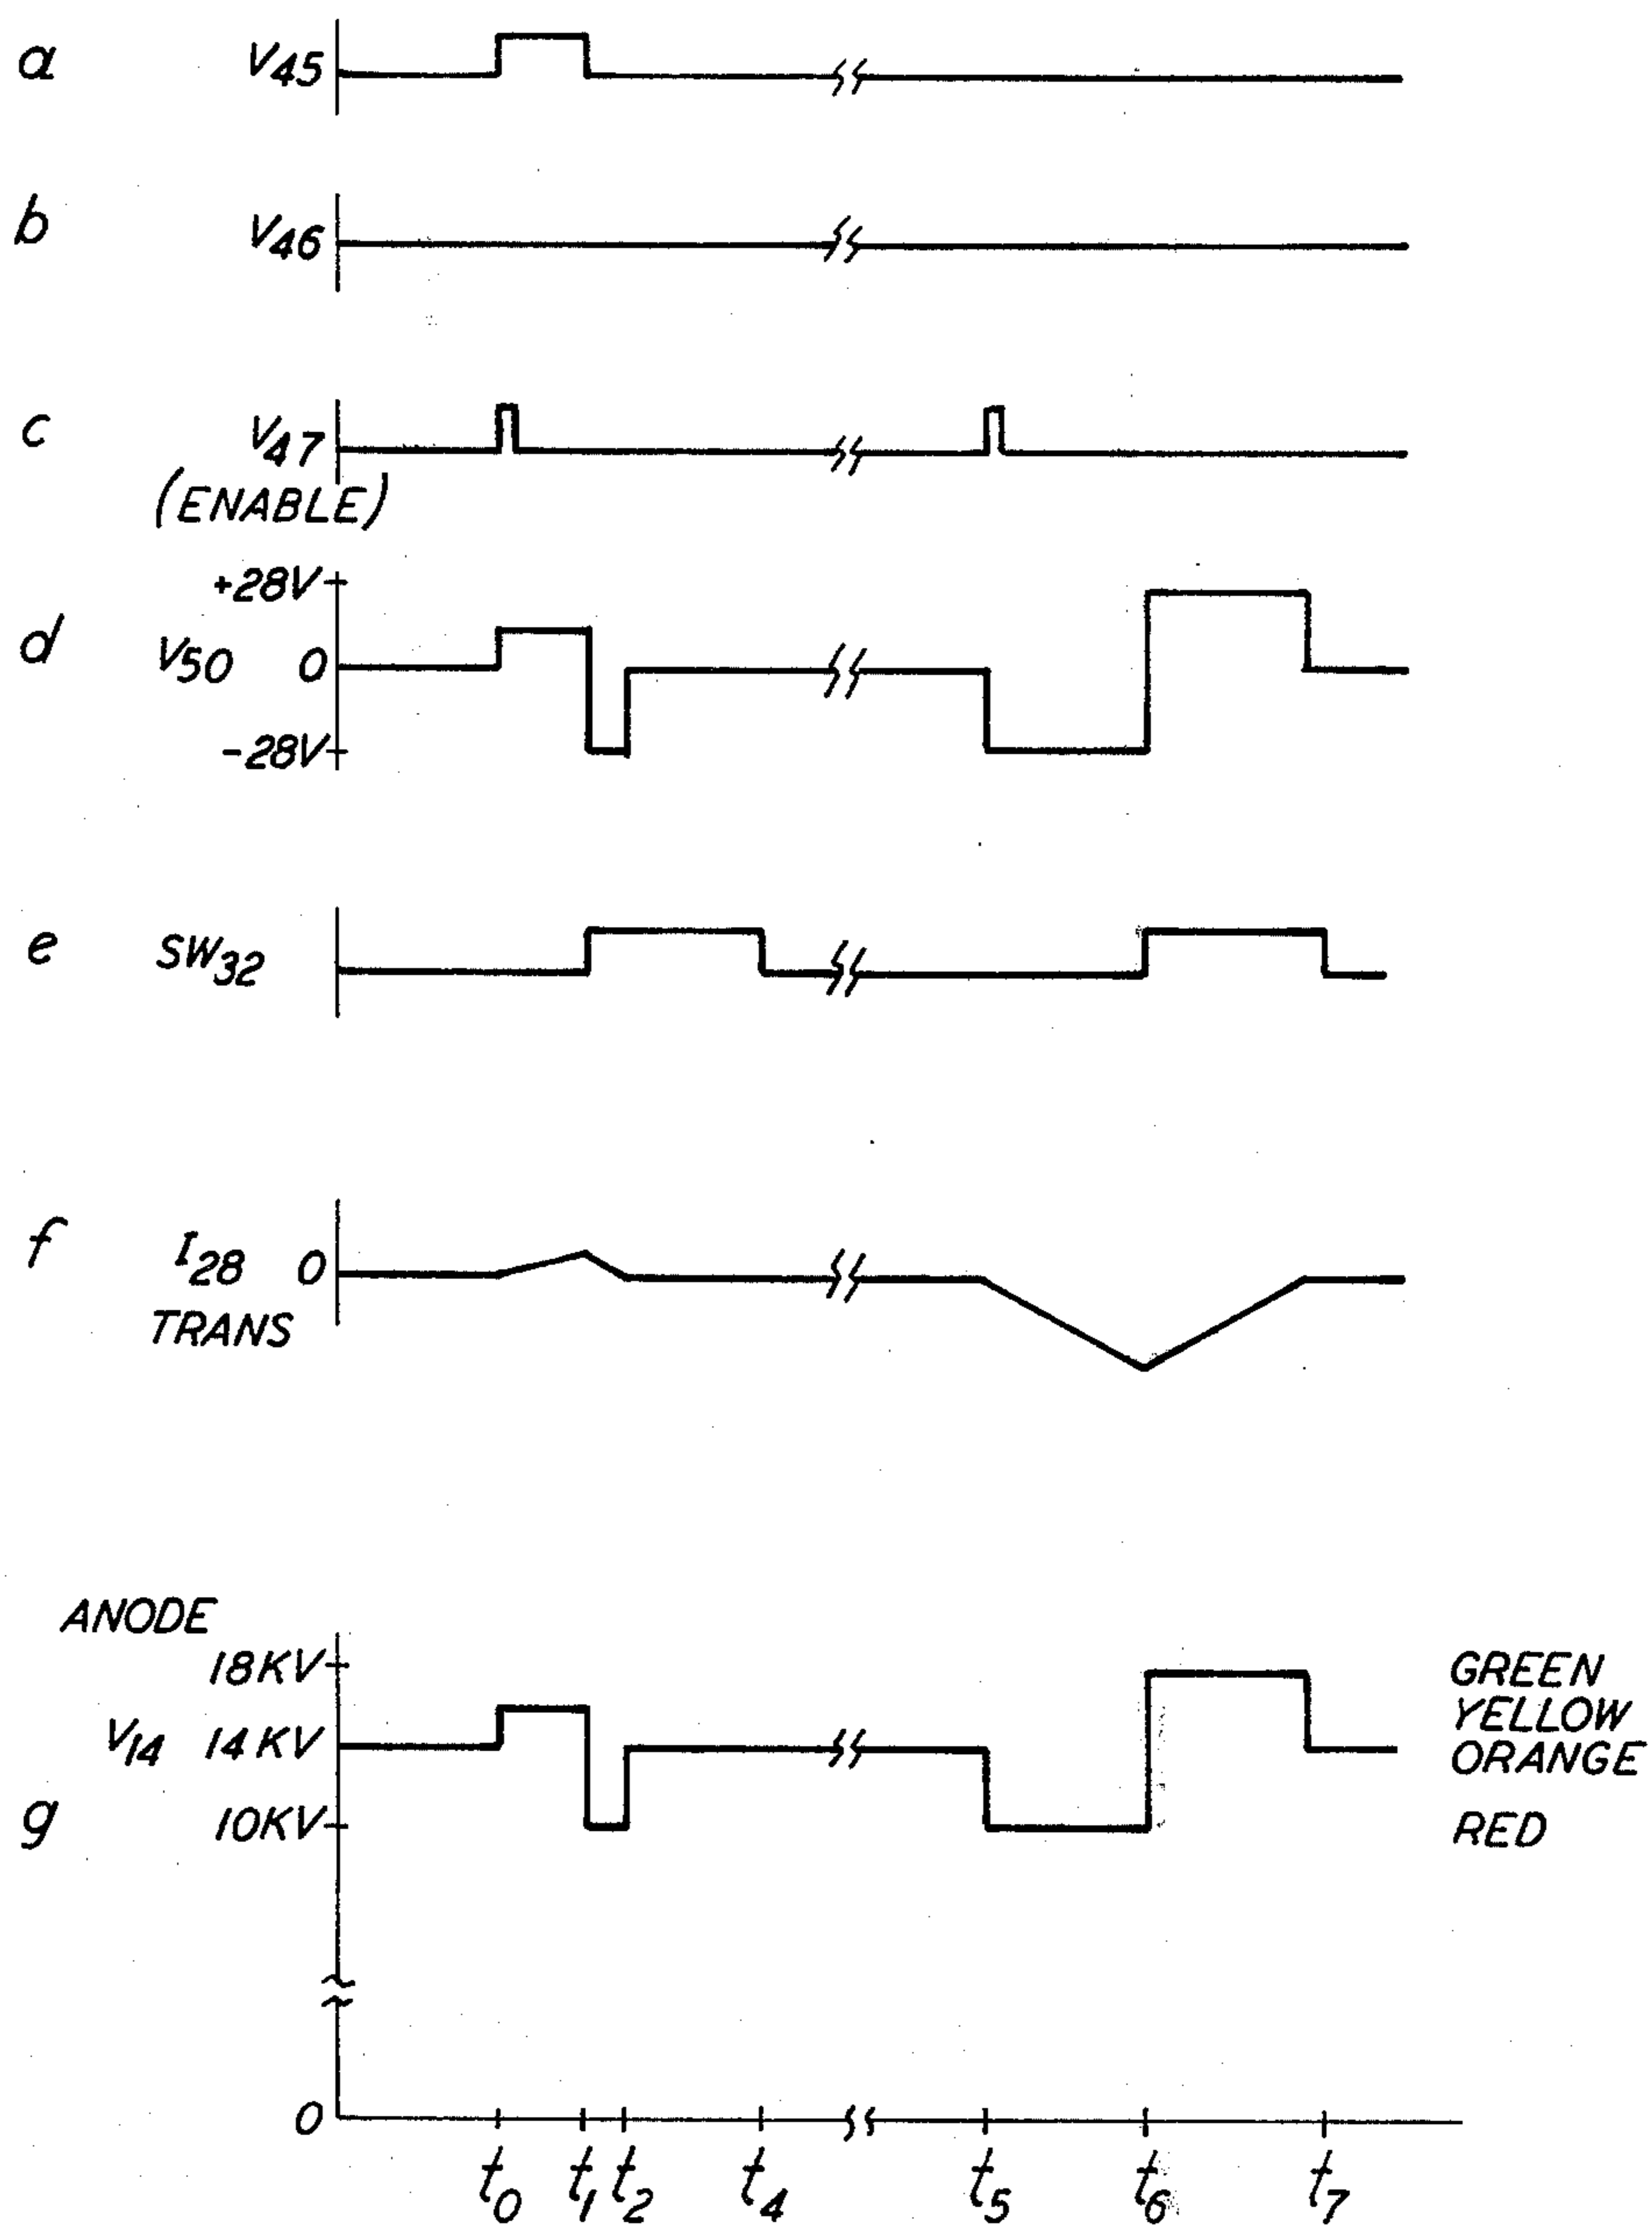 a V45
b V46
c V47
(ENABLE)
+28V
d V50 0
-28V
e SW32
f I28 0
TRANS
ANODE
18KV GREEN
YELLOW
V14 14KV ORANGE
g 10KV RED
0
t0 t1 t2 t4 t5 t6 t7